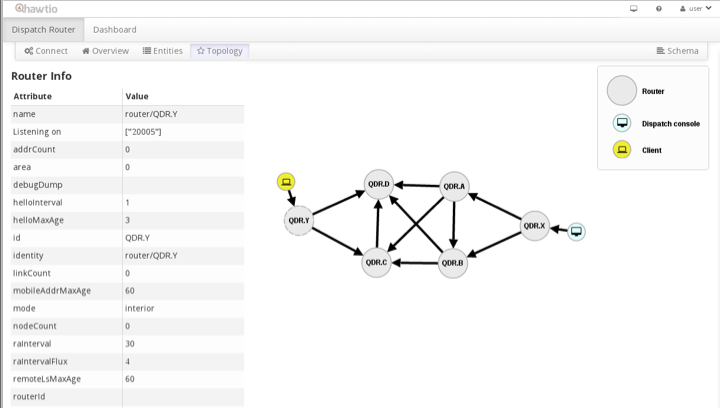 hawtio
user
Dispatch Router Dashboard
Connect Overview Entities Topology Schema
Router Info
Attribute Value
name router/QDR.Y
Listening on ["20005"]
addrCount 0
area 0
debugDump
helloInterval 1
helloMaxAge 3
id QDR.Y
identity router/QDR.Y
linkCount 0
mobileAddrMaxAge 60
mode interior
nodeCount 0
raInterval 30
raIntervalFlux 4
remoteLsMaxAge 60
routerId
Router
Dispatch console
Client
QDR.D
QDR.A
QDR.Y
QDR.X
QDR.C
QDR.B